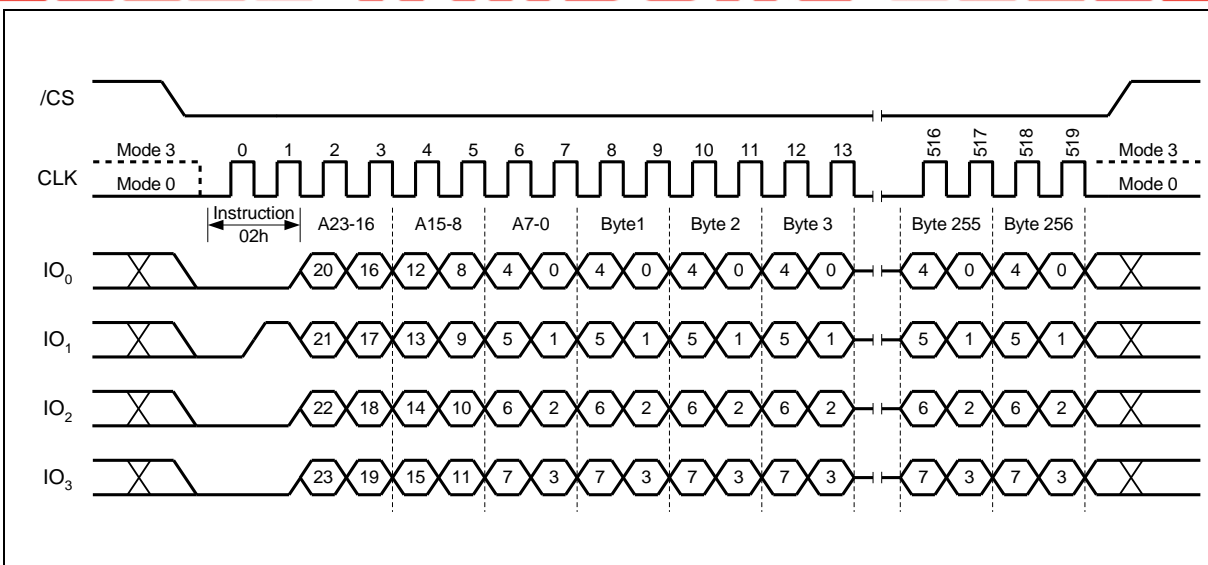 /CS
Mode 3 0 1 2 3 4 5 6 7 8 9 10 11 12 13 516 517 518 519 Mode 3
CLK
Mode 0 Mode 0
Instruction A23-16 A15-8 A7-0 Byte1 Byte 2 Byte 3 Byte 255 Byte 256
02h
IO0 20 16 12 8 4 0 4 0 4 0 4 0 4 0 4 0
IO1 21 17 13 9 5 1 5 1 5 1 5 1 5 1 5 1
IO2 22 18 14 10 6 2 6 2 6 2 6 2 6 2 6 2
IO3 23 19 15 11 7 3 7 3 7 3 7 3 7 3 7 3